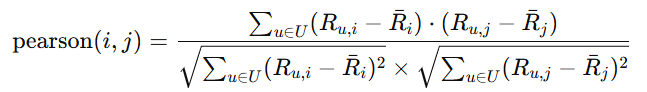 pearson(i, j) = \frac{\sum_{u \in U} (R_{u,i} - \bar{R}_i) \cdot (R_{u,j} - \bar{R}_j)}{\sqrt{\sum_{u \in U} (R_{u,i} - \bar{R}_i)^2} \times \sqrt{\sum_{u \in U} (R_{u,j} - \bar{R}_j)^2}}